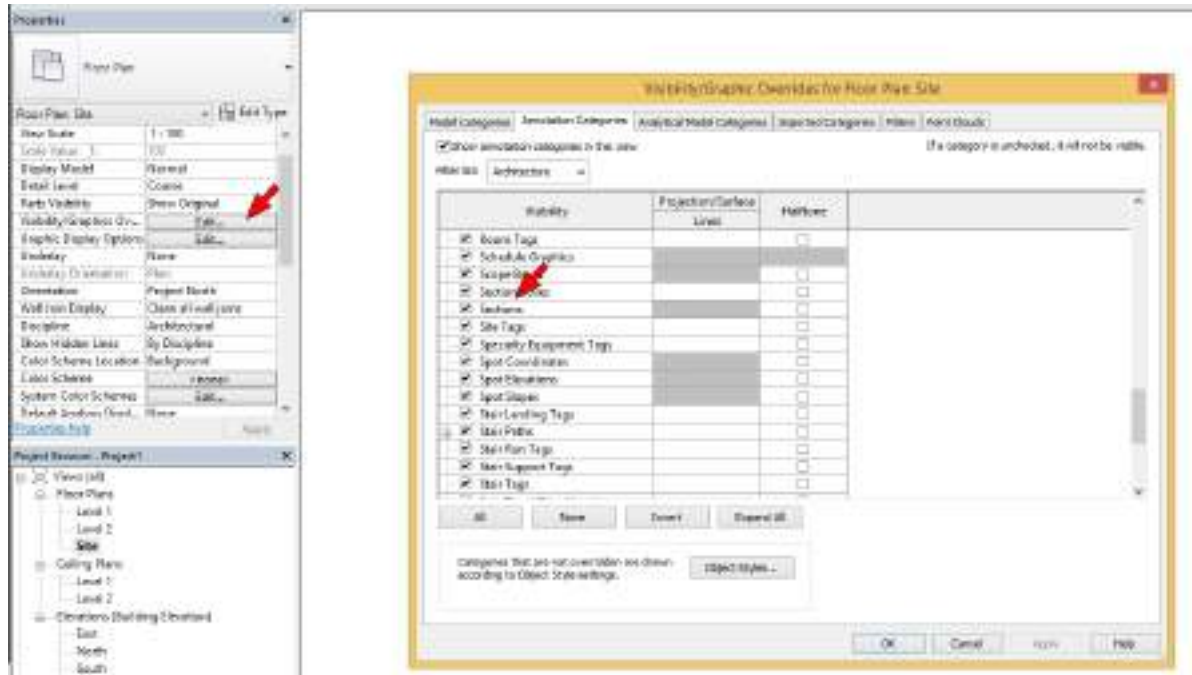 Properties
Floor Plan
Floor Plan: Site
Edit Type
View Scale 1 : 100
Scale Value 1: 100
Display Model Normal
Detail Level Coarse
Parts Visibility Show Original
Visibility/Graphics Ov... Edit...
Graphic Display Options Edit...
Underlay None
Underlay Orientation Plan
Orientation Project North
Wall Join Display Clean all wall joins
Discipline Architectural
Show Hidden Lines By Discipline
Color Scheme Location Background
Color Scheme <none>
System Color Schemes Edit...
Default Analysis Displ... None
Properties help
Apply
Project Browser - Project1
Views (all)
Floor Plans
Level 1
Level 2
Site
Ceiling Plans
Level 1
Level 2
Elevations (Building Elevation)
East
North
South
Visibility/Graphic Overrides for Floor Plan: Site
Model Categories
Annotation Categories
Analytical Model Categories
Imported Categories
Filters
Point Clouds
Show annotation categories in this view
If a category is unchecked, it will not be visible.
Filter list: Architecture
Visibility
Projection/Surface
Lines
Halftone
Room Tags
Schedule Graphics
Scope
Section
Sections
Site Tags
Specialty Equipment Tags
Spot Coordinates
Spot Elevations
Spot Slopes
Stair Landing Tags
Stair Paths
Stair Run Tags
Stair Support Tags
Stair Tags
All
None
Invert
Expand All
Categories that are not overridden are drawn
according to Object Style settings.
Object Styles...
OK
Cancel
Apply
Help